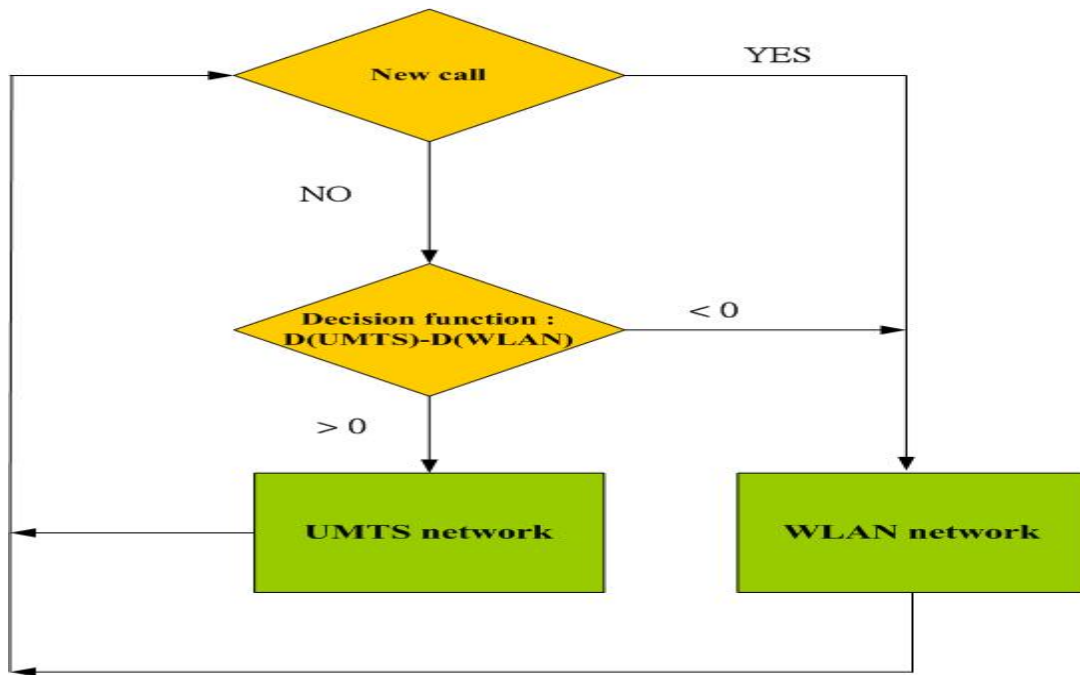 New call
YES
NO
Decision function :
D(UMTS)-D(WLAN)
< 0
> 0
UMTS network
WLAN network